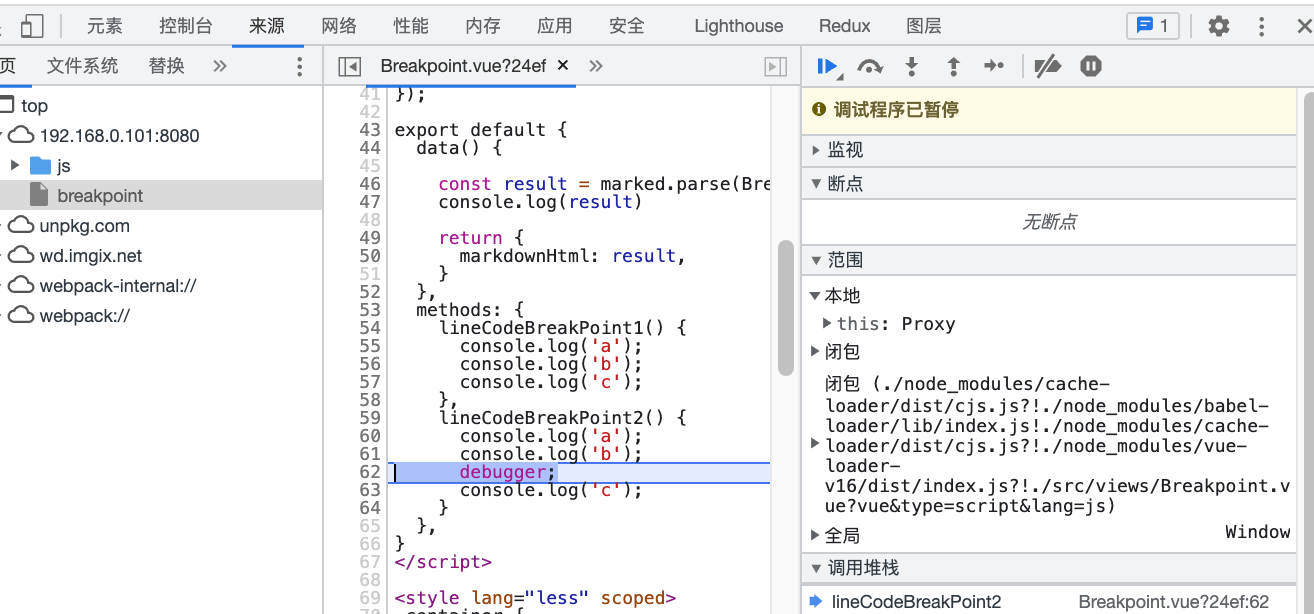 元素 控制台 来源 网络 性能 内存 应用 安全 Lighthouse Redux 图层 1
页 文件系统 替换 »
top
192.168.0.101:8080
js
breakpoint
unpkg.com
wd.imgix.net
webpack-internal://
webpack://
Breakpoint.vue?24ef × »
41 });
42
43 export default {
44 data() {
45
46 const result = marked.parse(Bre
47 console.log(result)
48
49 return {
50 markdownHtml: result,
51 }
52 },
53 methods: {
54 lineCodeBreakPoint1() {
55 console.log('a');
56 console.log('b');
57 console.log('c');
58 },
59 lineCodeBreakPoint2() {
60 console.log('a');
61 console.log('b');
62 debugger;
63 console.log('c');
64 }
65 },
66 }
67 </script>
68
69 <style lang="less" scoped>
70 .container {
调试程序已暂停
监视
断点
无断点
范围
本地
this: Proxy
闭包
闭包 (./node_modules/cache-
loader/dist/cjs.js?!./node_modules/babel-
loader/lib/index.js!./node_modules/cache-
loader/dist/cjs.js?!./node_modules/vue-
loader-
v16/dist/index.js?!./src/views/Breakpoint.v
ue?vue&type=script&lang=js)
全局 Window
调用堆栈
lineCodeBreakPoint2 Breakpoint.vue?24ef:62